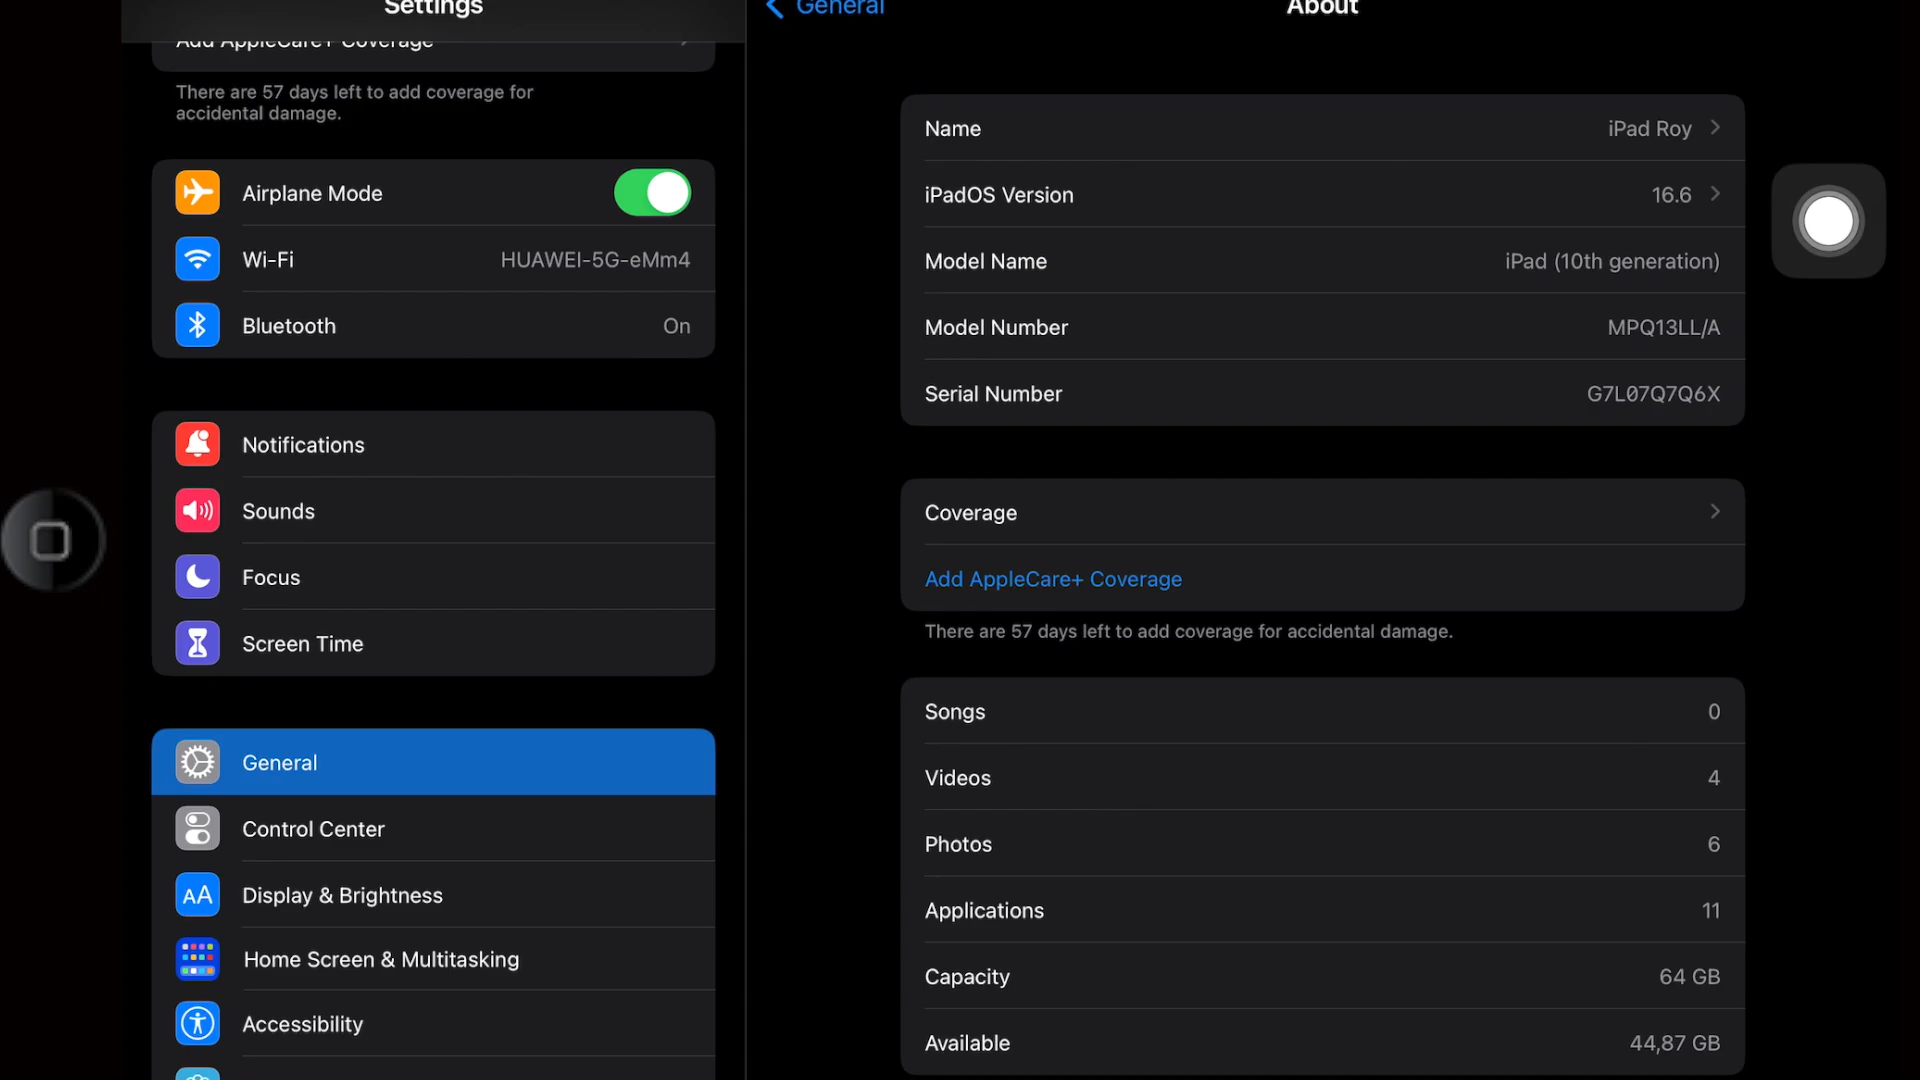 Settings
Add AppleCare+ Coverage
There are 57 days left to add coverage for
accidental damage.
Airplane Mode
Wi-Fi HUAWEI-5G-eMm4
Bluetooth On
Notifications
Sounds
Focus
Screen Time
General
Control Center
AA Display & Brightness
Home Screen & Multitasking
Accessibility
General
About
Name iPad Roy
iPadOS Version 16.6
Model Name iPad (10th generation)
Model Number MPQ13LL/A
Serial Number G7L07Q7Q6X
Coverage
Add AppleCare+ Coverage
There are 57 days left to add coverage for accidental damage.
Songs 0
Videos 4
Photos 6
Applications 11
Capacity 64 GB
Available 44,87 GB